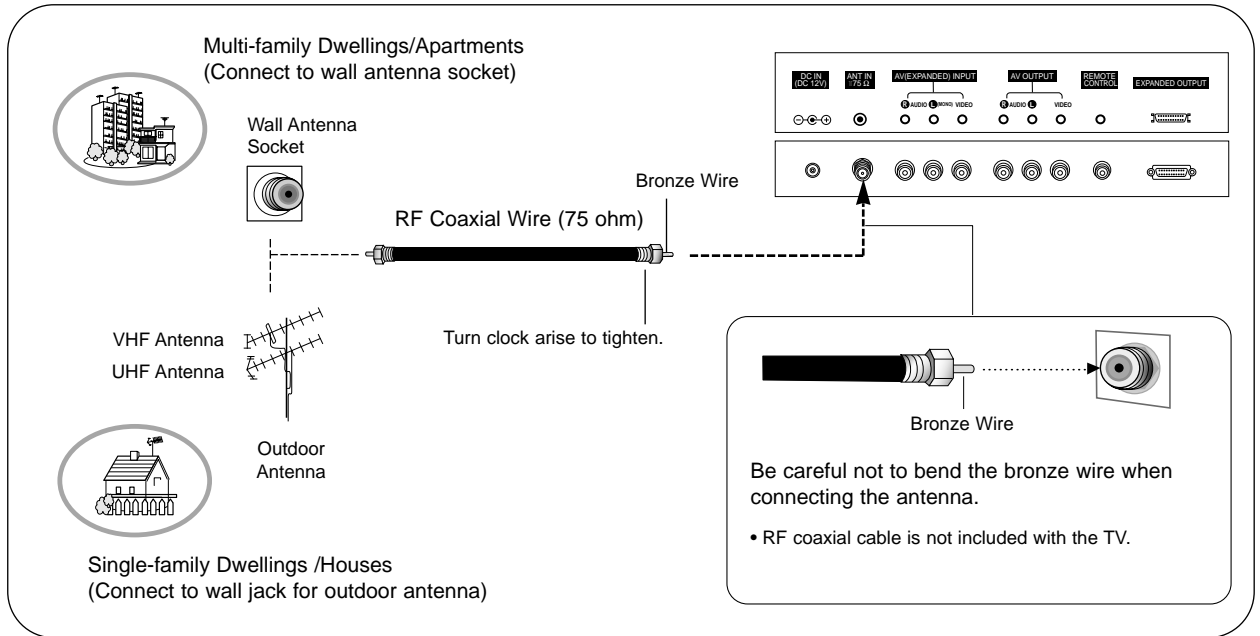 Multi-family Dwellings/Apartments
(Connect to wall antenna socket)
Wall Antenna
Socket
RF Coaxial Wire (75 ohm)
Bronze Wire
Turn clock arise to tighten.
VHF Antenna
UHF Antenna
Outdoor
Antenna
Single-family Dwellings /Houses
(Connect to wall jack for outdoor antenna)
DC IN
(DC 12V)
ANT IN
75 Ω
AV(EXPANDED) INPUT
R AUDIO L (MONO) VIDEO
AV OUTPUT
R AUDIO L VIDEO
REMOTE
CONTROL
EXPANDED OUTPUT
Bronze Wire
Be careful not to bend the bronze wire when
connecting the antenna.
• RF coaxial cable is not included with the TV.